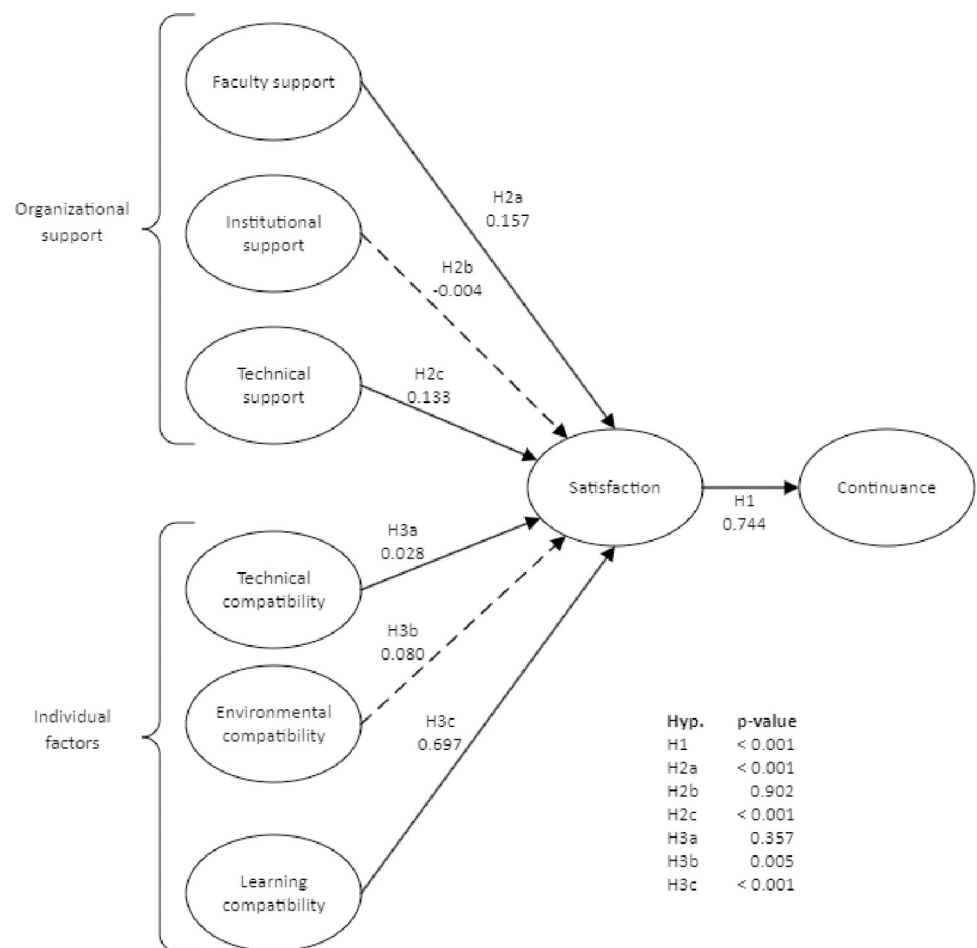 Organizational
support
Faculty support
Institutional
support
Technical
support
H2a
0.157
H2b
-0.004
H2c
0.133
Satisfaction
H1
0.744
Continuance
Individual
factors
Technical
compatibility
Environmental
compatibility
Learning
compatibility
H3a
0.028
H3b
0.080
H3c
0.697
Hyp. p-value
H1 < 0.001
H2a < 0.001
H2b 0.902
H2c < 0.001
H3a 0.357
H3b 0.005
H3c < 0.001